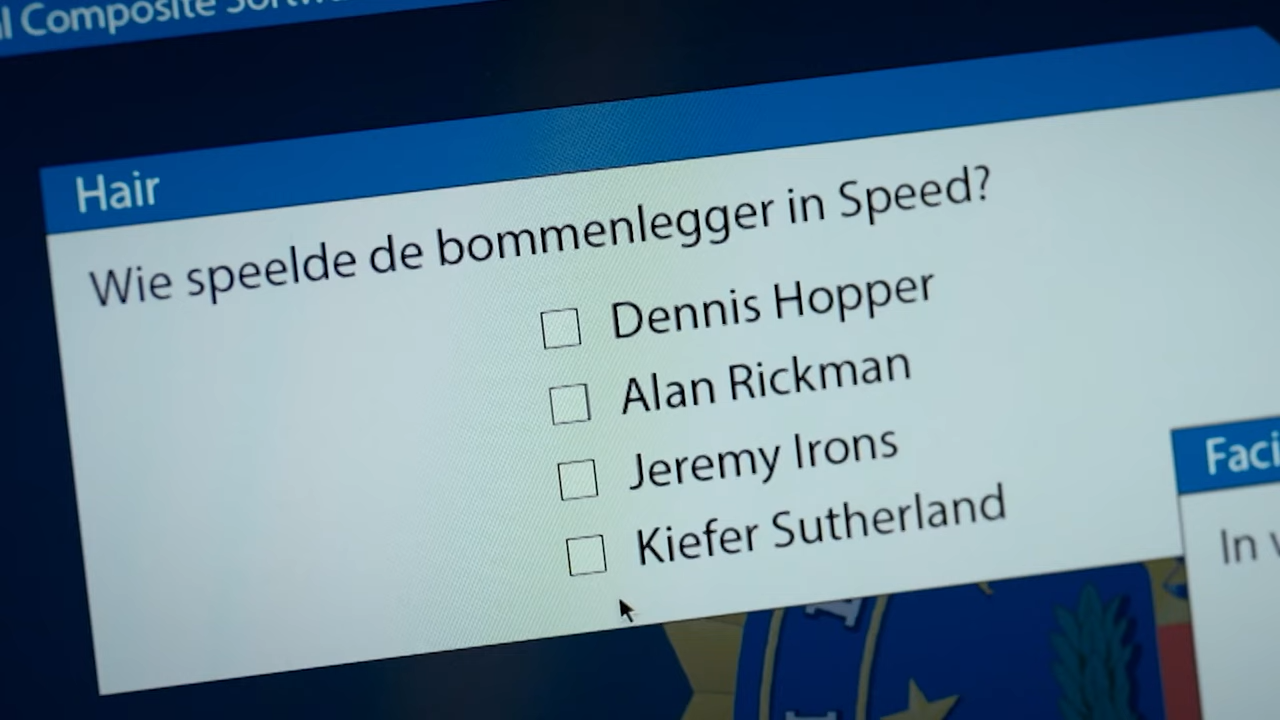 l Composite
Hair
Wie speelde de bommenlegger in Speed?
Dennis Hopper
Alan Rickman
Jeremy Irons
Kiefer Sutherland
Faci
In v